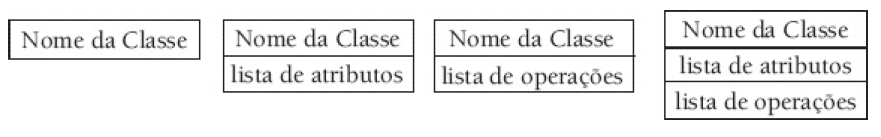 Nome da Classe
Nome da Classe
lista de atributos
Nome da Classe
lista de operações
Nome da Classe
lista de atributos
lista de operações